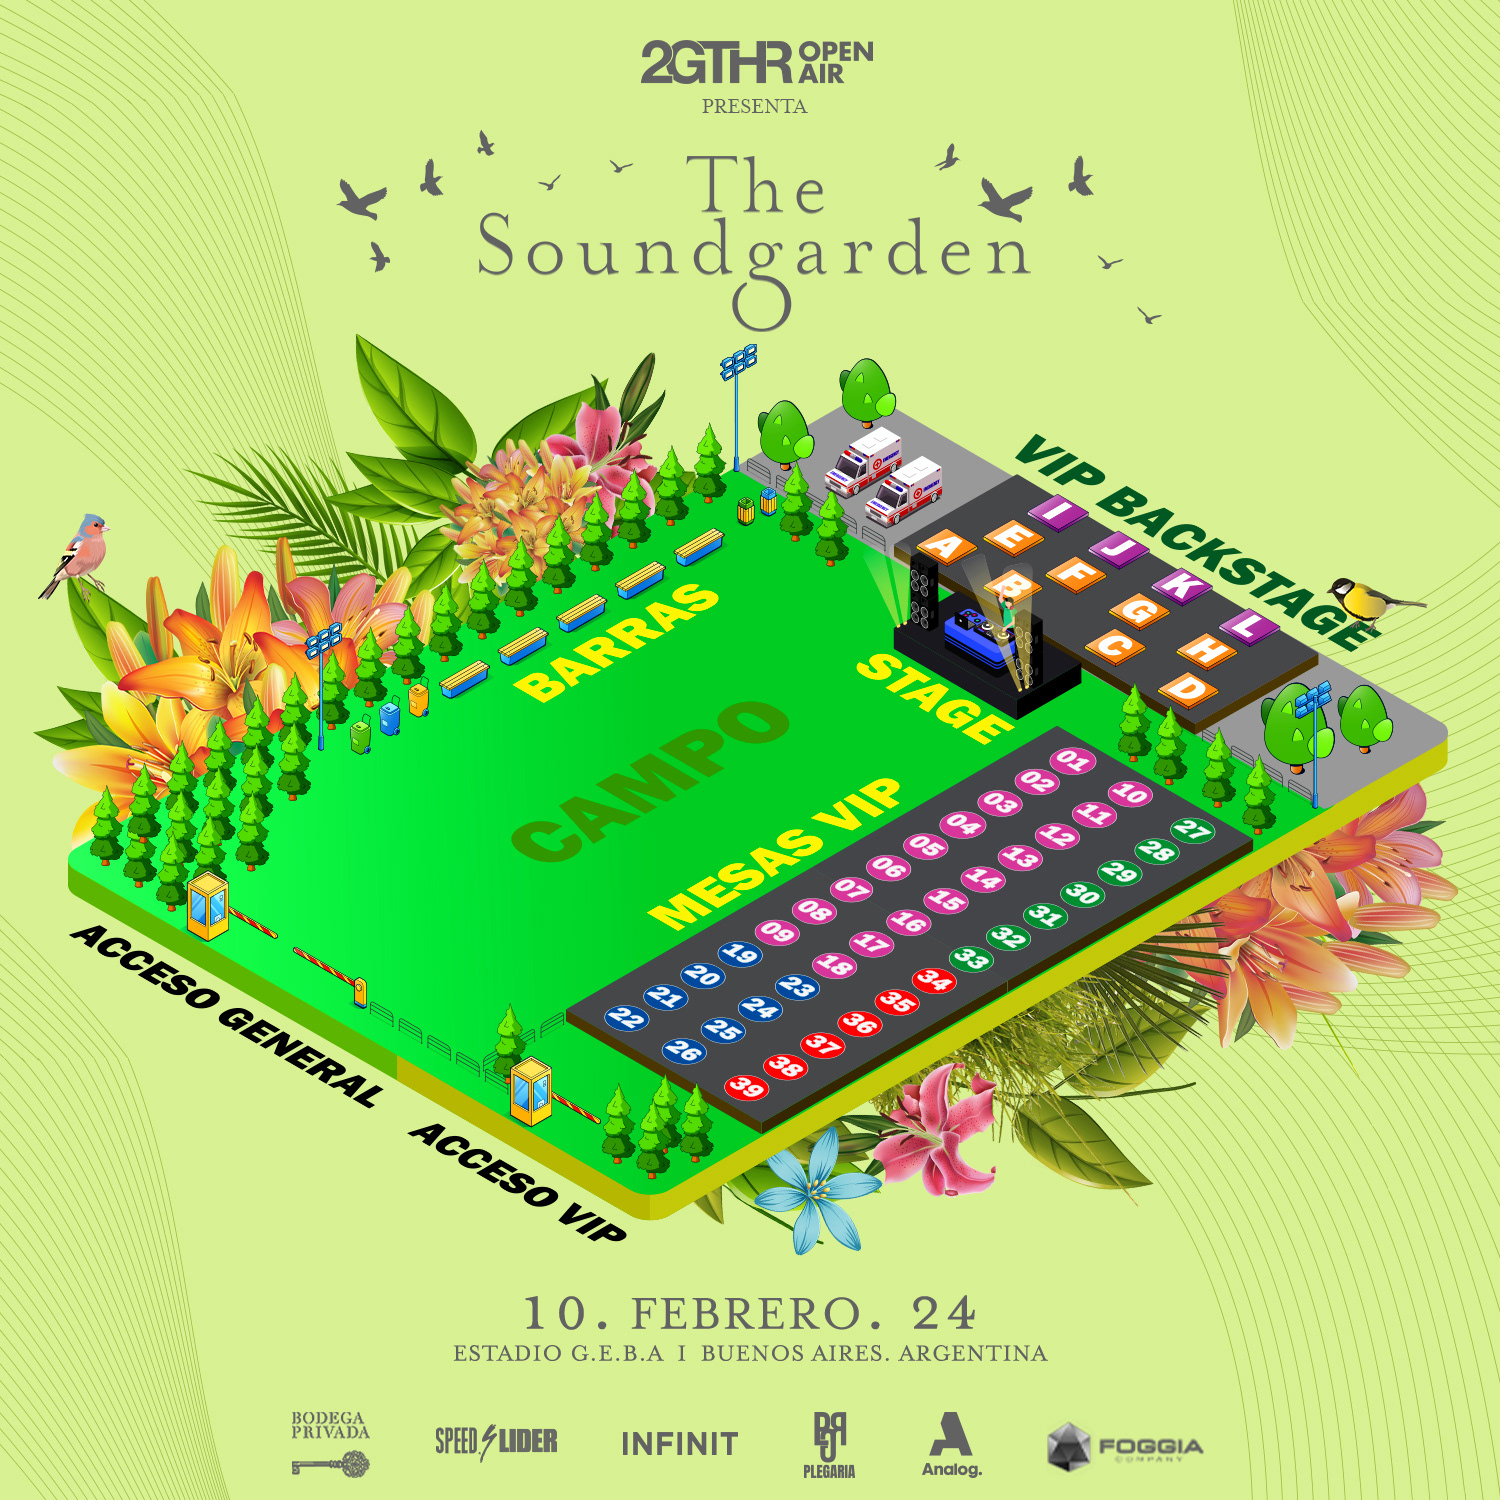 2GTHR OPEN AIR
PRESENTA
The
Soundgarden
VIP BACKSTAGE
I
E
A
J
F
B
K
G
C
L
H
D
BARRAS
STAGE
CAMPO
MESAS VIP
01
02
03
04
05
06
07
08
09
19
20
21
22
10
11
12
13
14
15
16
17
18
23
24
25
26
27
28
29
30
31
32
33
34
35
36
37
38
39
ACCESO GENERAL
ACCESO VIP
10. FEBRERO. 24
ESTADIO G.E.B.A I BUENOS AIRES. ARGENTINA
BODEGA
PRIVADA
SPEED. LIDER
INFINIT
PLEGARIA
A
Analog.
FOGGIA
COMPANY